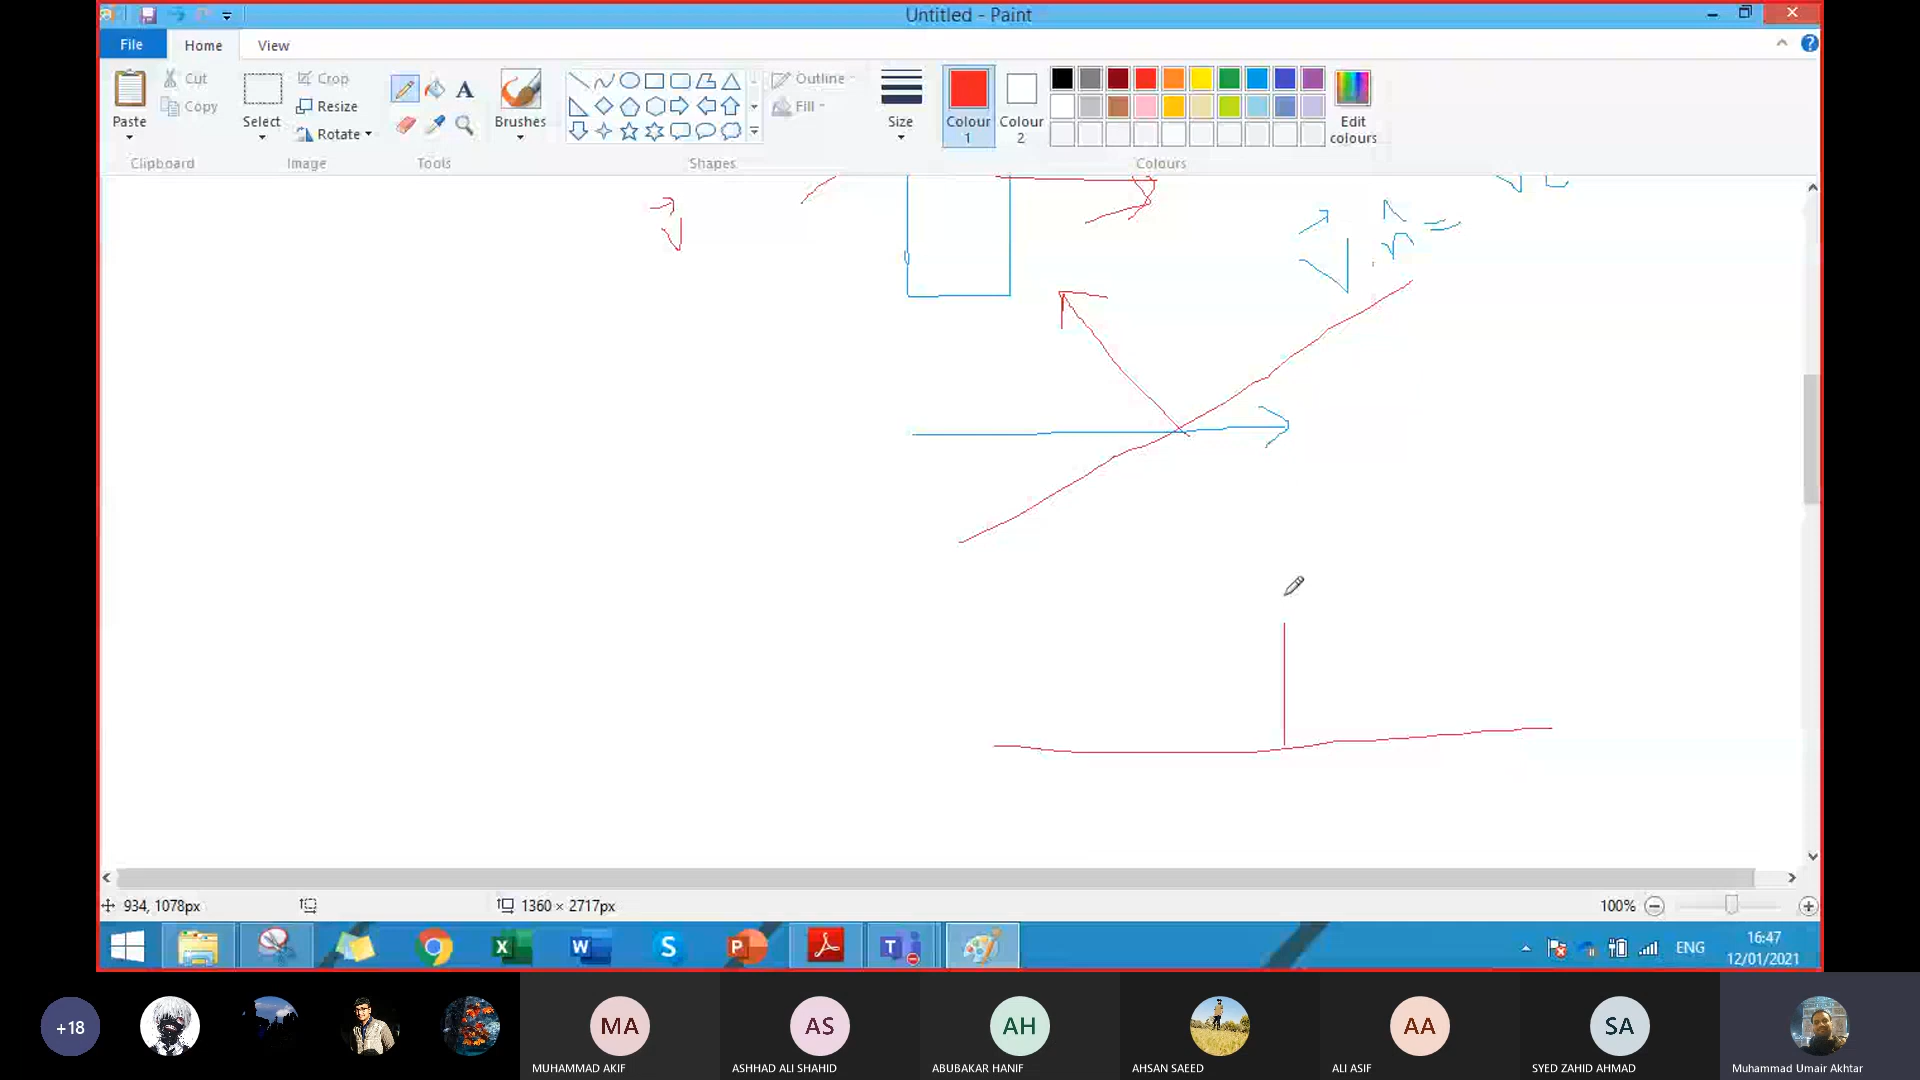 Untitled - Paint
File Home View
Paste
Cut
Copy
Clipboard
Select
Crop
Resize
Rotate
Image
A
Tools
Brushes
Shapes
Outline
Fill
Size
Colour 1
Colour 2
Edit colours
Colours
V
V . n =
934, 1078px
1360 × 2717px
100%
ENG
16:47
12/01/2021
+18
MA
MUHAMMAD AKIF
AS
ASHHAD ALI SHAHID
AH
ABUBAKAR HANIF
AHSAN SAEED
AA
ALI ASIF
SA
SYED ZAHID AHMAD
Muhammad Umair Akhtar